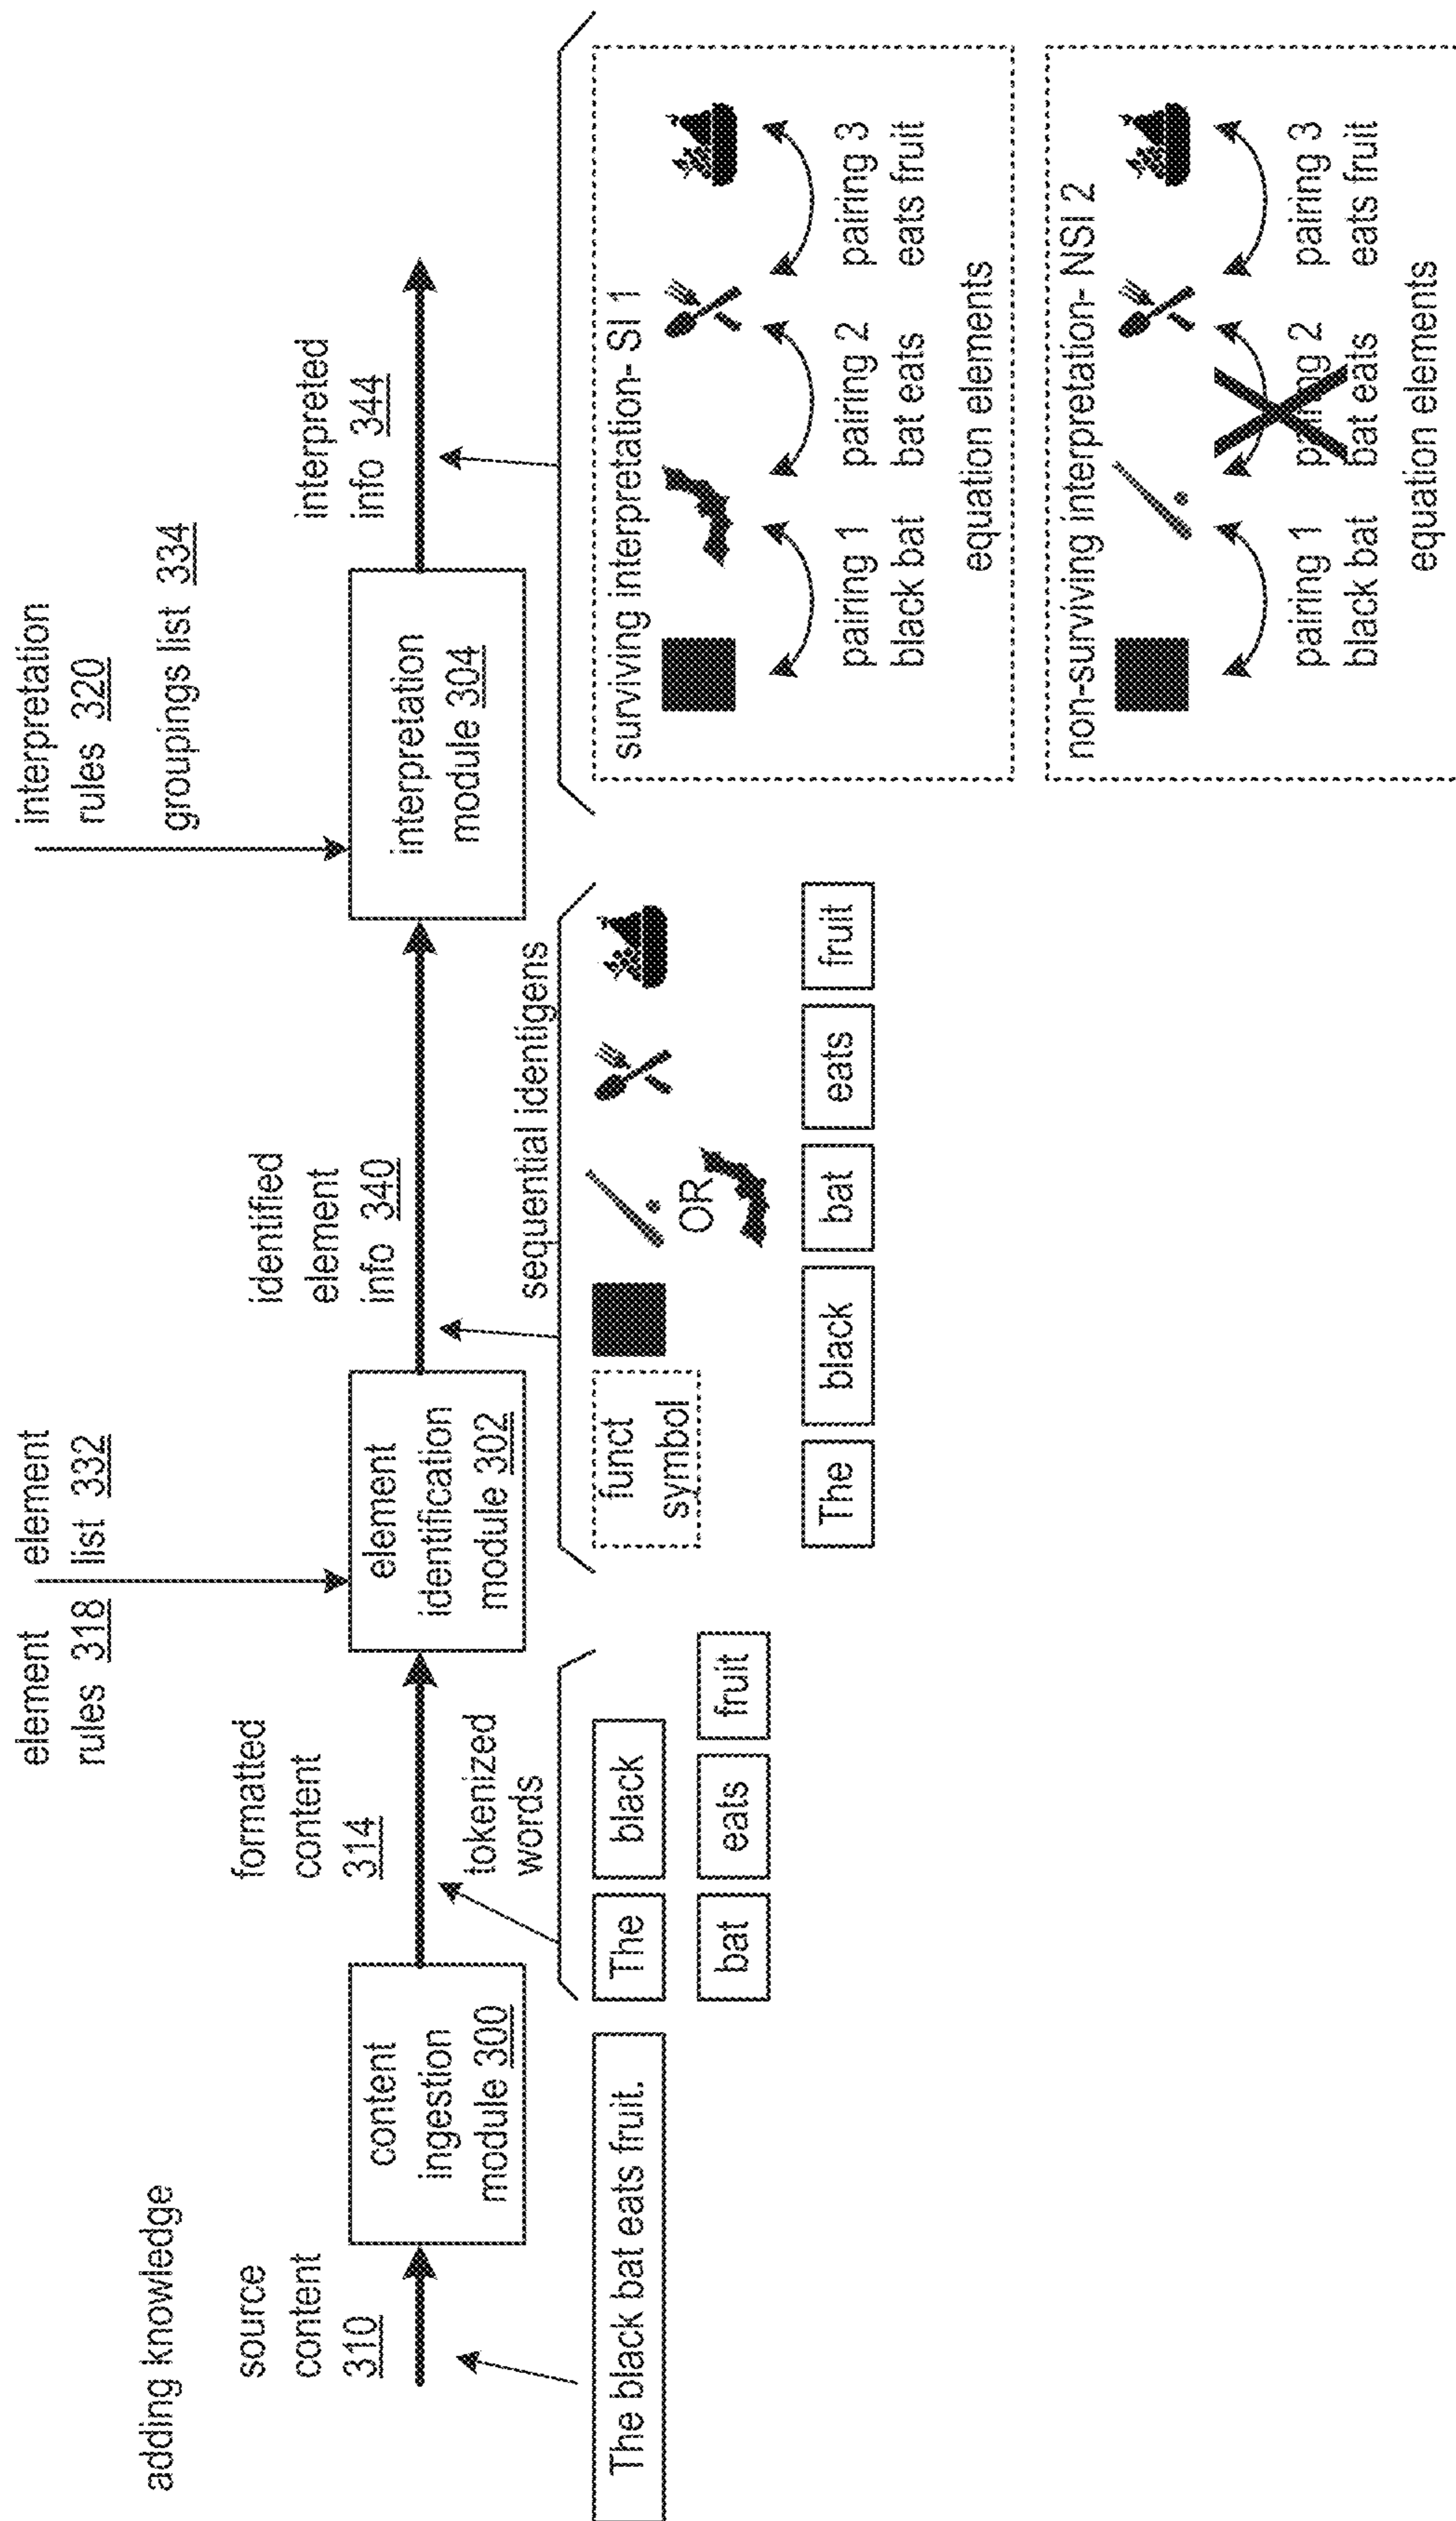 adding knowledge
source
content
310
content
ingestion
module 300
The black bat eats fruit.
formatted
content
314
tokenized
words
The
black
bat
eats
fruit
element
rules 318
element
list 332
element
identification
module 302
identified
element
info 340
sequential identigens
funct
symbol
OR
The
black
bat
eats
fruit
interpretation
rules 320
groupings list 334
interpretation
module 304
interpreted
info 344
surviving interpretation- SI 1
pairing 1
black bat
pairing 2
bat eats
pairing 3
eats fruit
equation elements
non-surviving interpretation- NSI 2
pairing 1
black bat
pairing 2
bat eats
pairing 3
eats fruit
equation elements